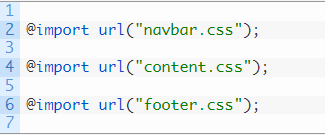 1
2 @import url("navbar.css");
3
4 @import url("content.css");
5
6 @import url("footer.css");
7